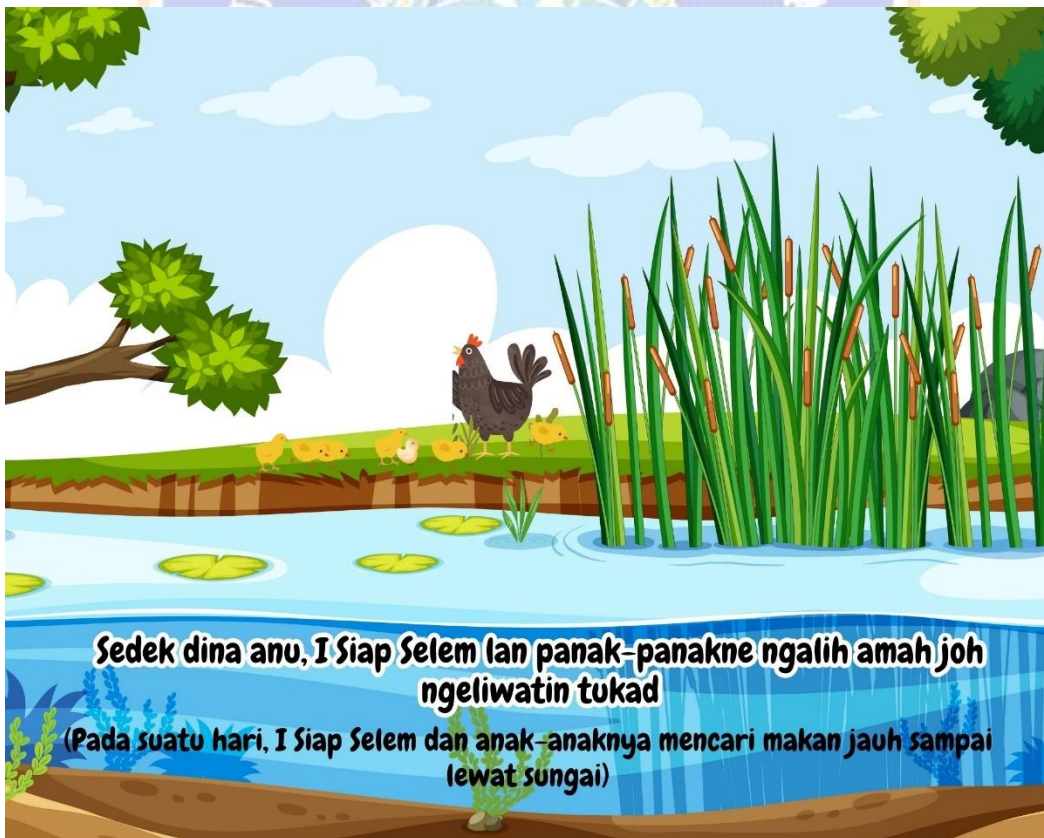 Sedek dina anu, I Siap Selem lan panak-panakne ngalih amah joh
ngeliwatin tukad
(Pada suatu hari, I Siap Selem dan anak-anaknya mencari makan jauh sampai
lewat sungai)